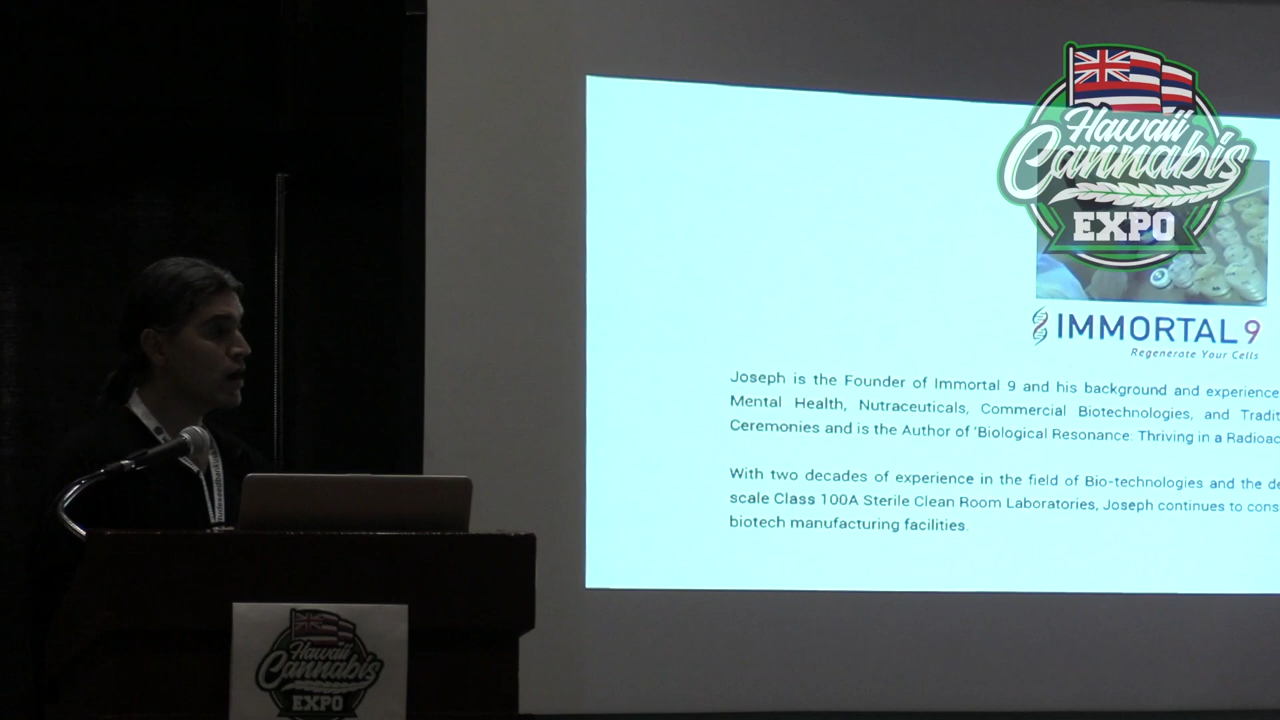 Hawaii
Cannabis
EXPO
IMMORTAL 9
Regenerate Your Cells
Joseph is the Founder of Immortal 9 and his background and experience
Mental Health, Nutraceuticals, Commercial Biotechnologies, and Tradit
Ceremonies and is the Author of 'Biological Resonance: Thriving in a Radioac
With two decades of experience in the field of Bio-technologies and the de
scale Class 100A Sterile Clean Room Laboratories, Joseph continues to cons
biotech manufacturing facilities.
Hawaii
Cannabis
EXPO